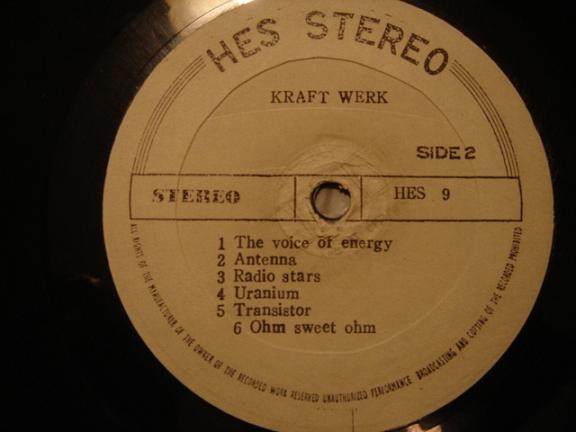 HES STEREO
KRAFT WERK
SIDE 2
STEREO
HES 9
1 The voice of energy
2 Antenna
3 Radio stars
4 Uranium
5 Transistor
6 Ohm sweet ohm
ALL RIGHTS OF THE MANUFACTURER OF THE OWNER OF THE RECORDED WORK RESERVED UNAUTHORIZED PERFORMANCE BROADCASTING AND COPYING OF THE RECORDED PROHIBITED